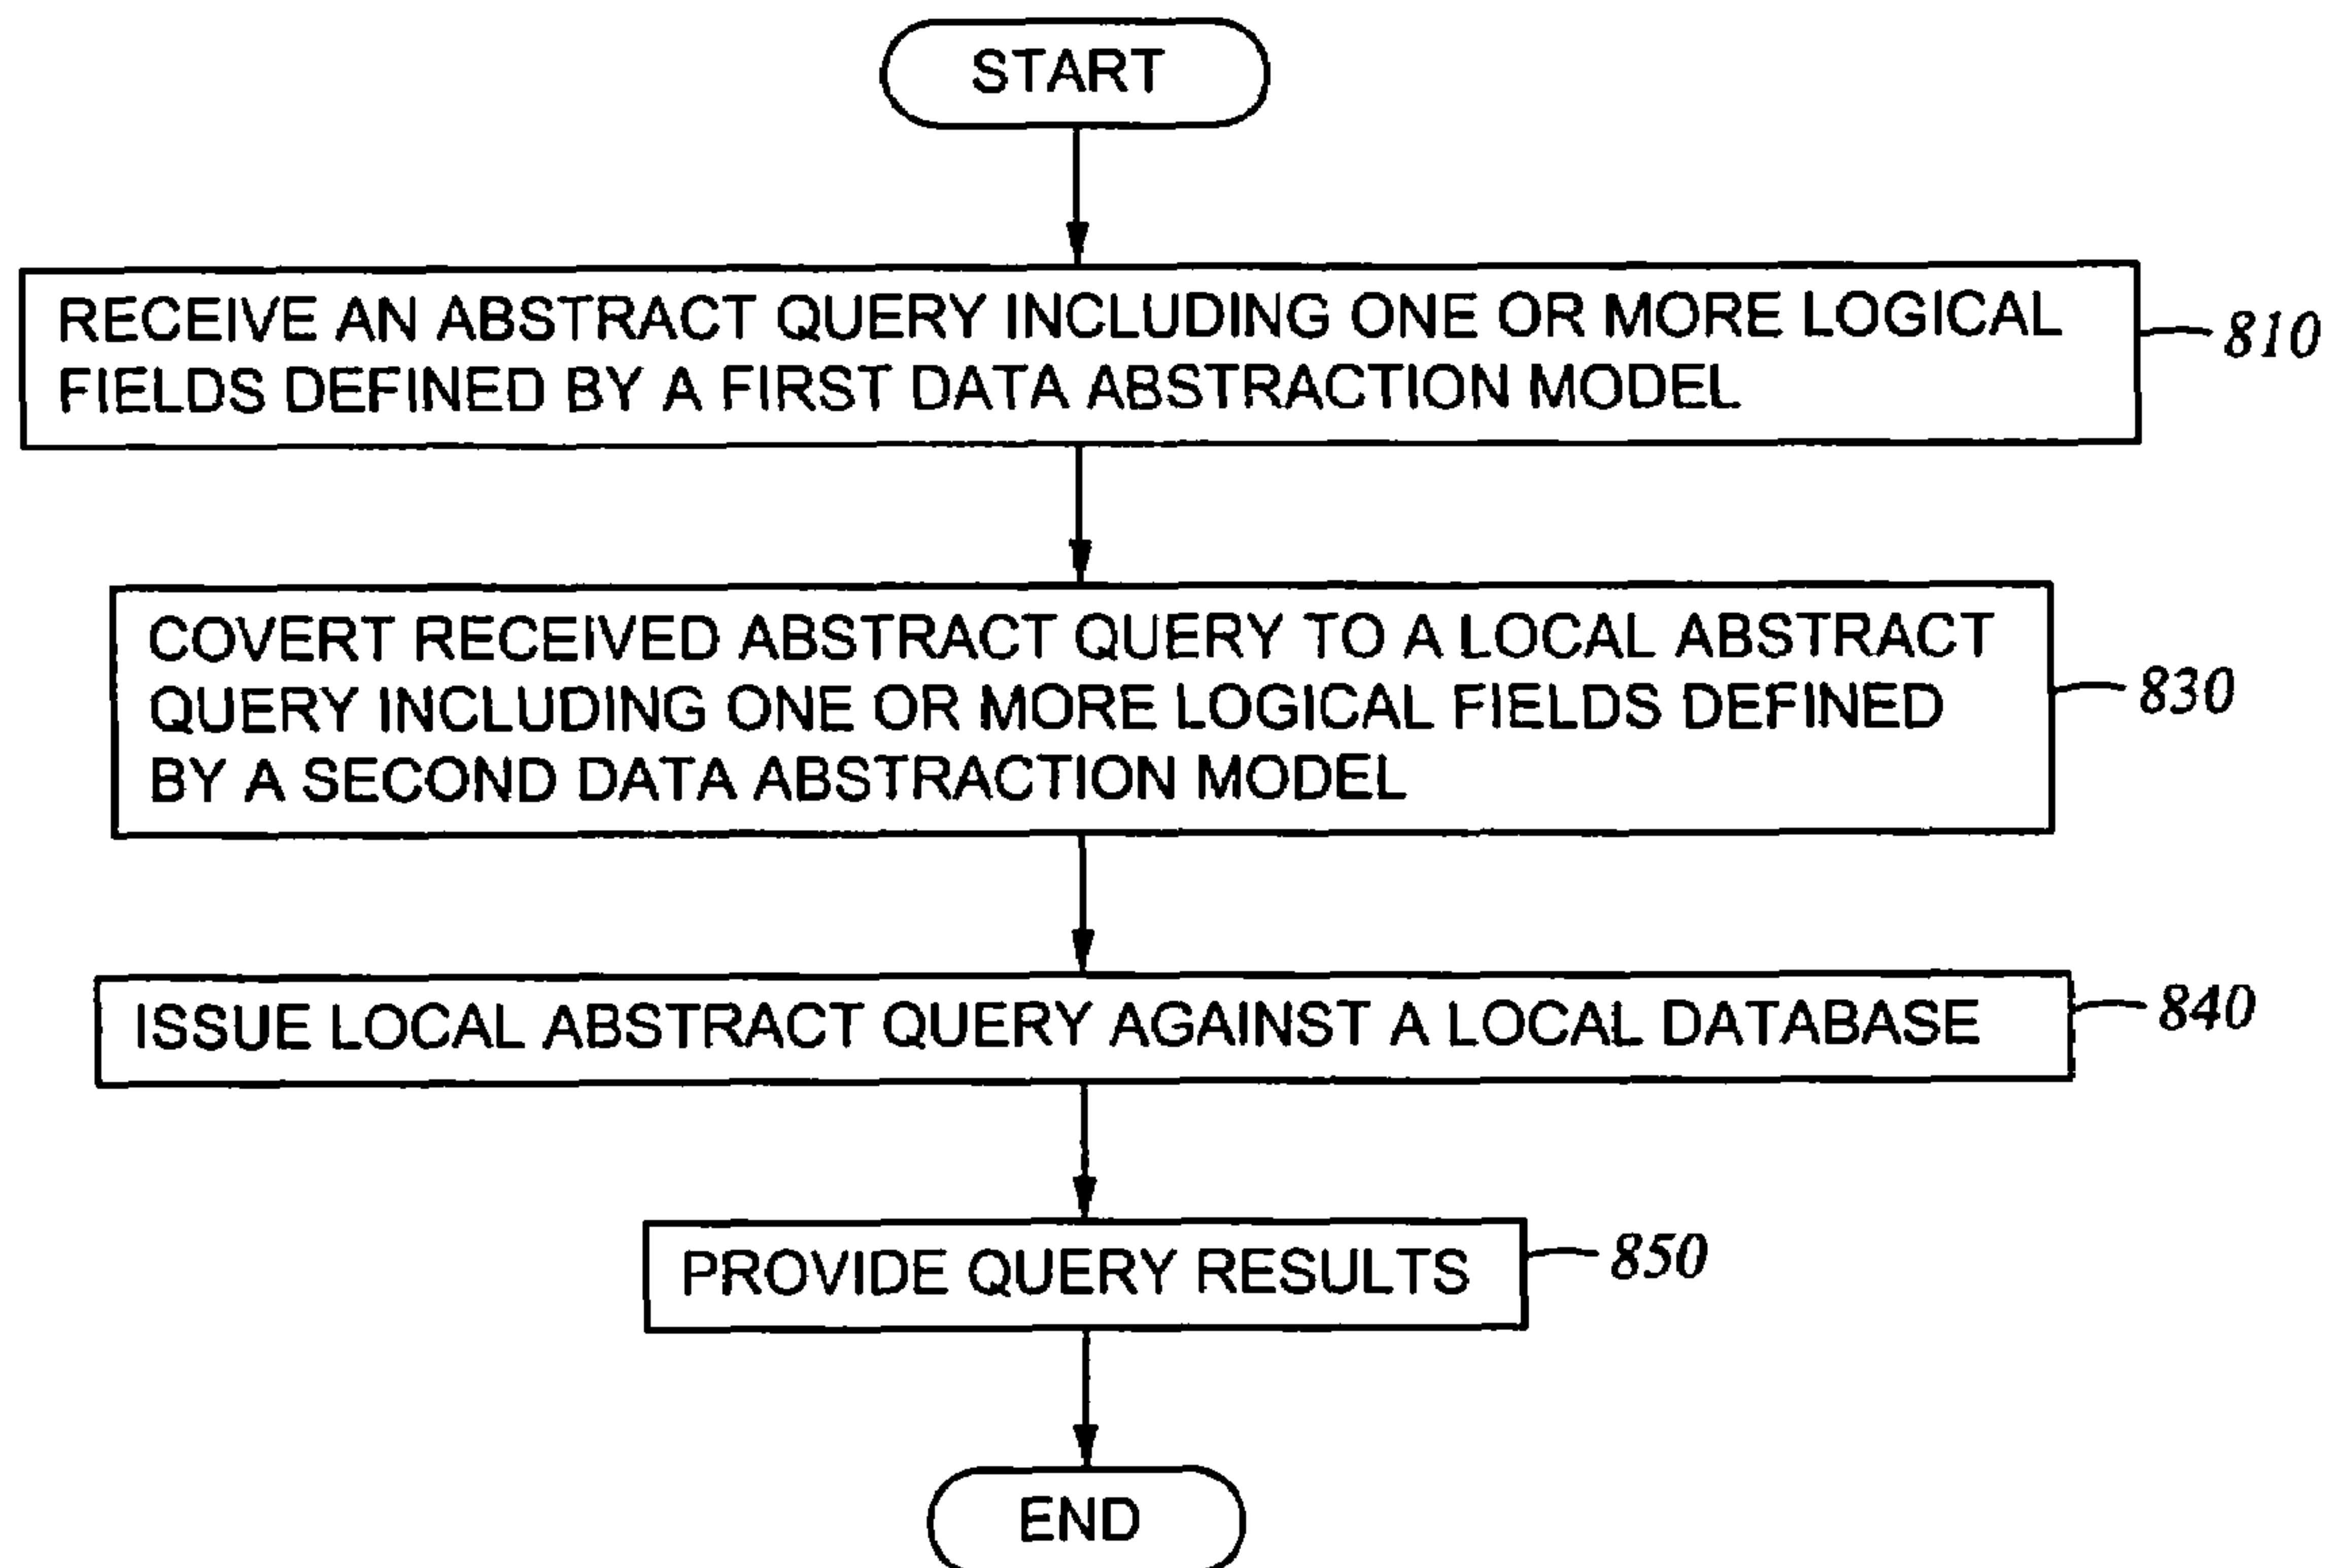 START
RECEIVE AN ABSTRACT QUERY INCLUDING ONE OR MORE LOGICAL
FIELDS DEFINED BY A FIRST DATA ABSTRACTION MODEL
810
COVERT RECEIVED ABSTRACT QUERY TO A LOCAL ABSTRACT
QUERY INCLUDING ONE OR MORE LOGICAL FIELDS DEFINED
BY A SECOND DATA ABSTRACTION MODEL
830
ISSUE LOCAL ABSTRACT QUERY AGAINST A LOCAL DATABASE
840
PROVIDE QUERY RESULTS
850
END